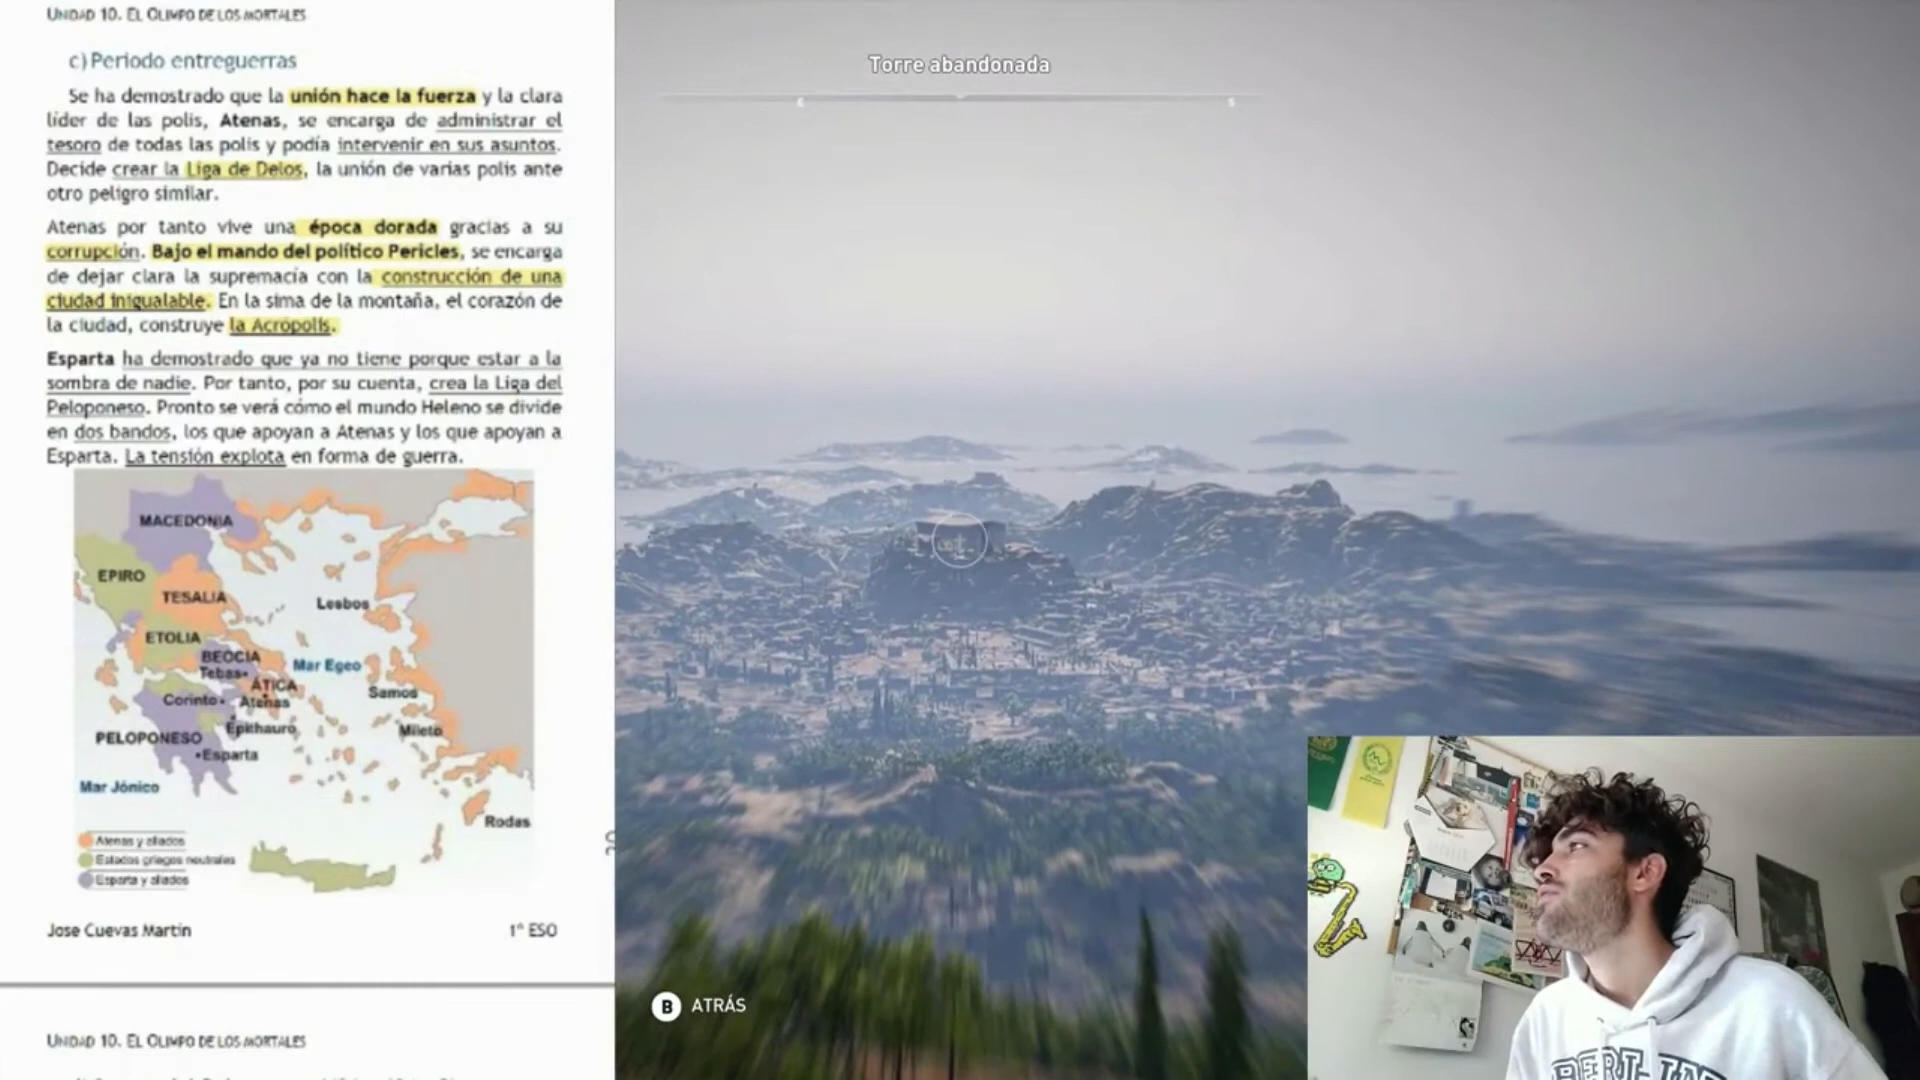 UNIDAD 10. EL OLIMPO DE LOS MORTALES
c) Periodo entreguerras
Se ha demostrado que la unión hace la fuerza y la clara
líder de las polis, Atenas, se encarga de administrar el
tesoro de todas las polis y podía intervenir en sus asuntos.
Decide crear la Liga de Delos, la unión de varias polis ante
otro peligro similar.
Atenas por tanto vive una época dorada gracias a su
corrupción. Bajo el mando del político Pericles, se encarga
de dejar clara la supremacía con la construcción de una
ciudad inigualable. En la sima de la montaña, el corazón de
la ciudad, construye la Acrópolis.
Esparta ha demostrado que ya no tiene porque estar a la
sombra de nadie. Por tanto, por su cuenta, crea la Liga del
Peloponeso. Pronto se verá cómo el mundo Heleno se divide
en dos bandos, los que apoyan a Atenas y los que apoyan a
Esparta. La tensión explota en forma de guerra.
MACEDONIA
EPIRO
TESALIA
Lesbos
ETOLIA
BEOCIA
Tebas
Mar Egeo
ÁTICA
Samos
Corinto
Atenas
Epithauro
Mileto
PELOPONESO
Esparta
Mar Jónico
Rodas
Atenas y aliados
Estados griegos neutrales
Esparta y aliados
Jose Cuevas Martin
1º ESO
UNIDAD 10. EL OLIMPO DE LOS MORTALES
Torre abandonada
E
S
B ATRÁS